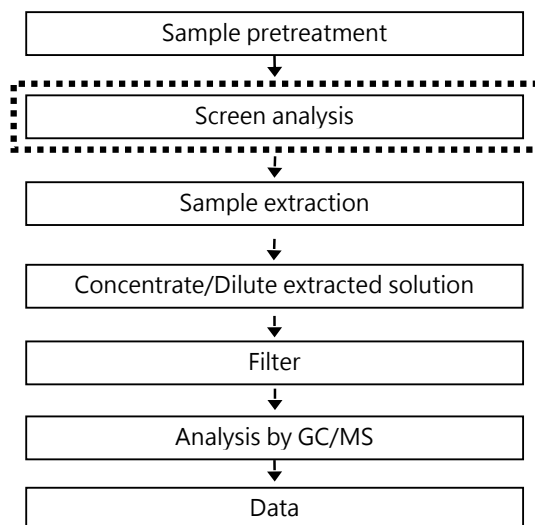 Sample pretreatment
Screen analysis
Sample extraction
Concentrate/Dilute extracted solution
Filter
Analysis by GC/MS
Data